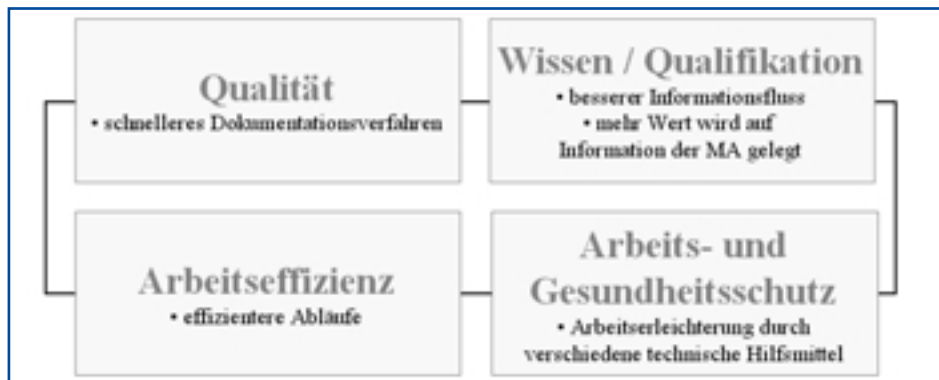 Qualität
• schnelleres Dokumentationsverfahren
Wissen / Qualifikation
• besserer Informationsfluss
• mehr Wert wird auf
Information der MA gelegt
Arbeitseffizienz
• effizientere Abläufe
Arbeits- und
Gesundheitsschutz
• Arbeitserleichterung durch
verschiedene technische Hilfsmittel